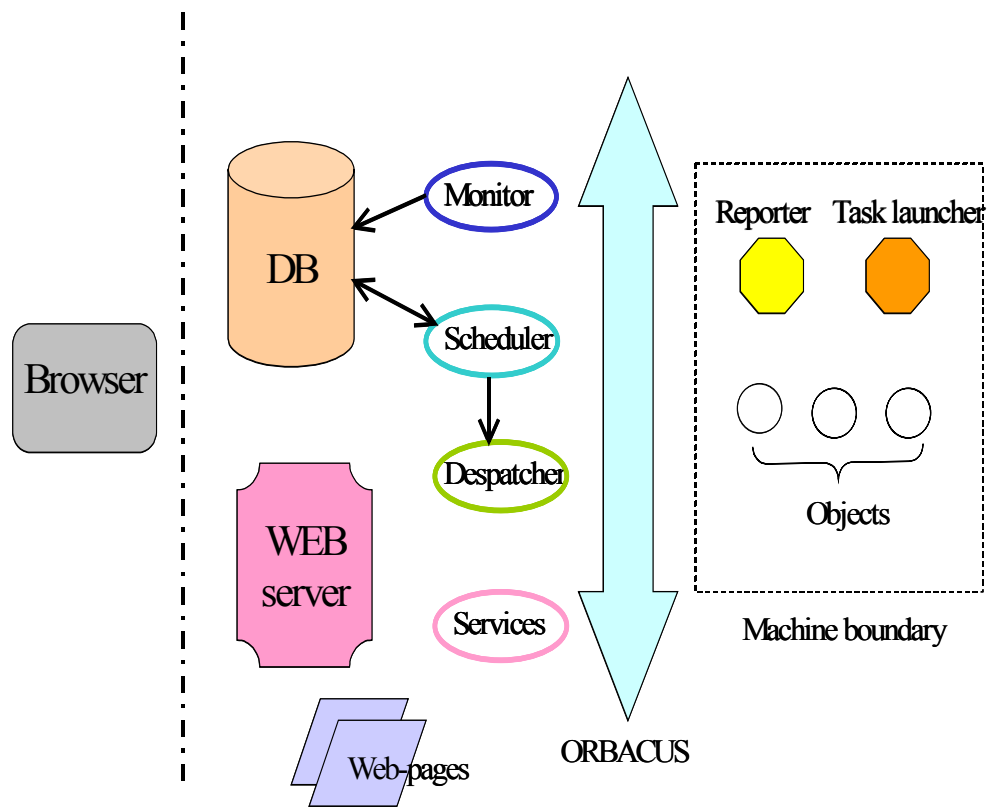 Monitor
Reporter
Task launcher
DB
Scheduler
Browser
Despatcher
Objects
WEB
server
Services
Machine boundary
ORBACUS
Web-pages